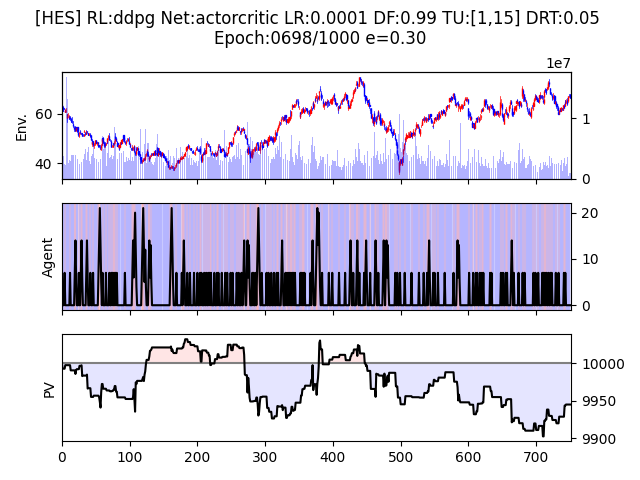 [HES] RL:ddpg Net:actorcritic LR:0.0001 DF:0.99 TU:[1,15] DRT:0.05
Epoch:0698/1000 e=0.30
1e7
Env.
60
40
1
0
Agent
20
10
0
PV
10000
9950
9900
0 100 200 300 400 500 600 700